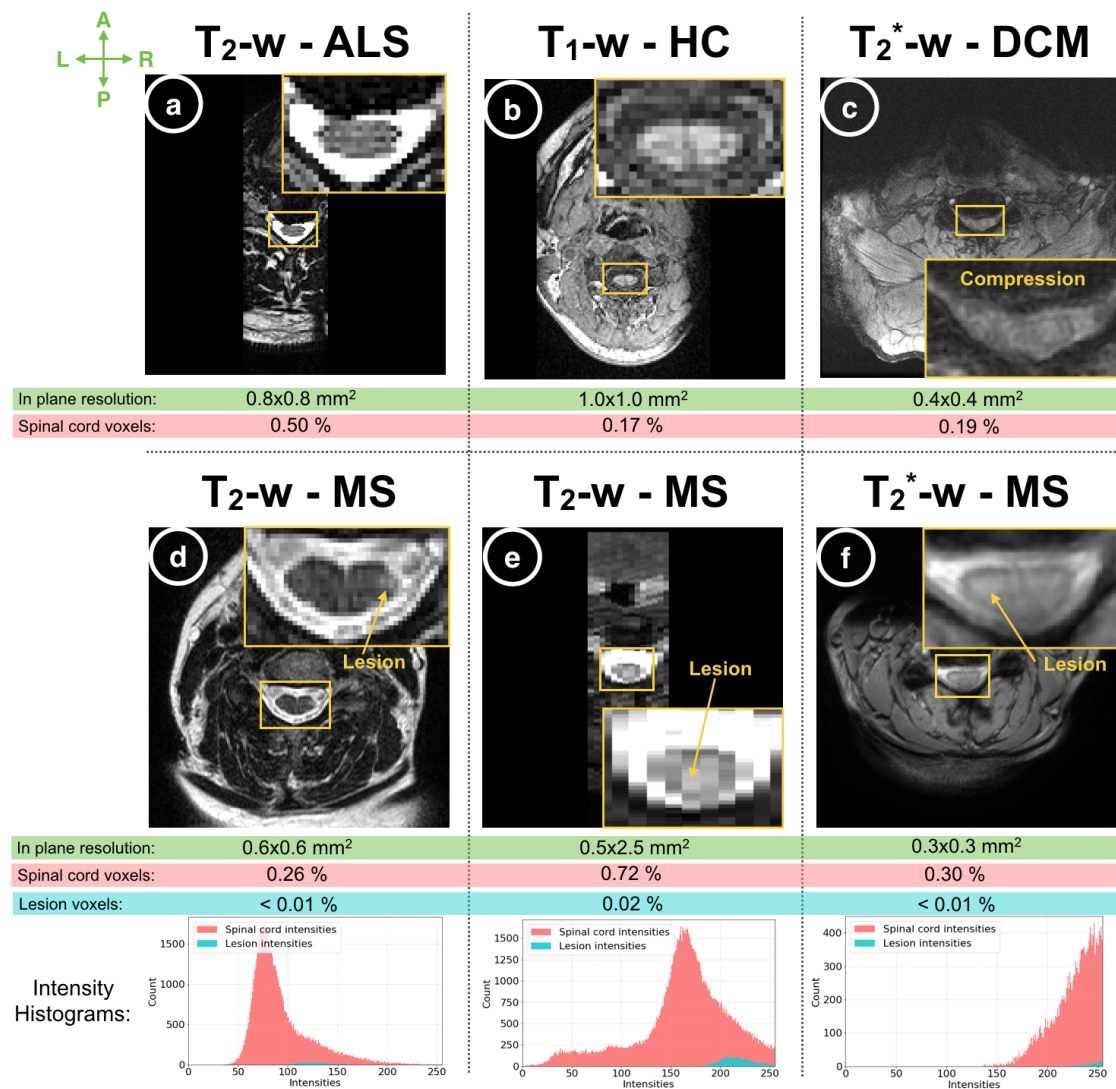 A
L R
P
T₂-w - ALS
T₁-w - HC
T₂*-w - DCM
a
b
c
Compression
In plane resolution: 0.8x0.8 mm² 1.0x1.0 mm² 0.4x0.4 mm²
Spinal cord voxels: 0.50 % 0.17 % 0.19 %
T₂-w - MS
T₂-w - MS
T₂*-w - MS
d
e
f
Lesion
Lesion
Lesion
In plane resolution: 0.6x0.6 mm² 0.5x2.5 mm² 0.3x0.3 mm²
Spinal cord voxels: 0.26 % 0.72 % 0.30 %
Lesion voxels: < 0.01 % 0.02 % < 0.01 %
Intensity
Histograms:
Spinal cord intensities
Lesion intensities
1500
1000
500
0
Count
0 50 100 150 200 250
Intensities
Spinal cord intensities
Lesion intensities
1750
1500
1250
1000
750
500
250
0
Count
0 50 100 150 200 250
Intensities
Spinal cord intensities
Lesion intensities
400
300
200
100
0
Count
0 50 100 150 200 250
Intensities